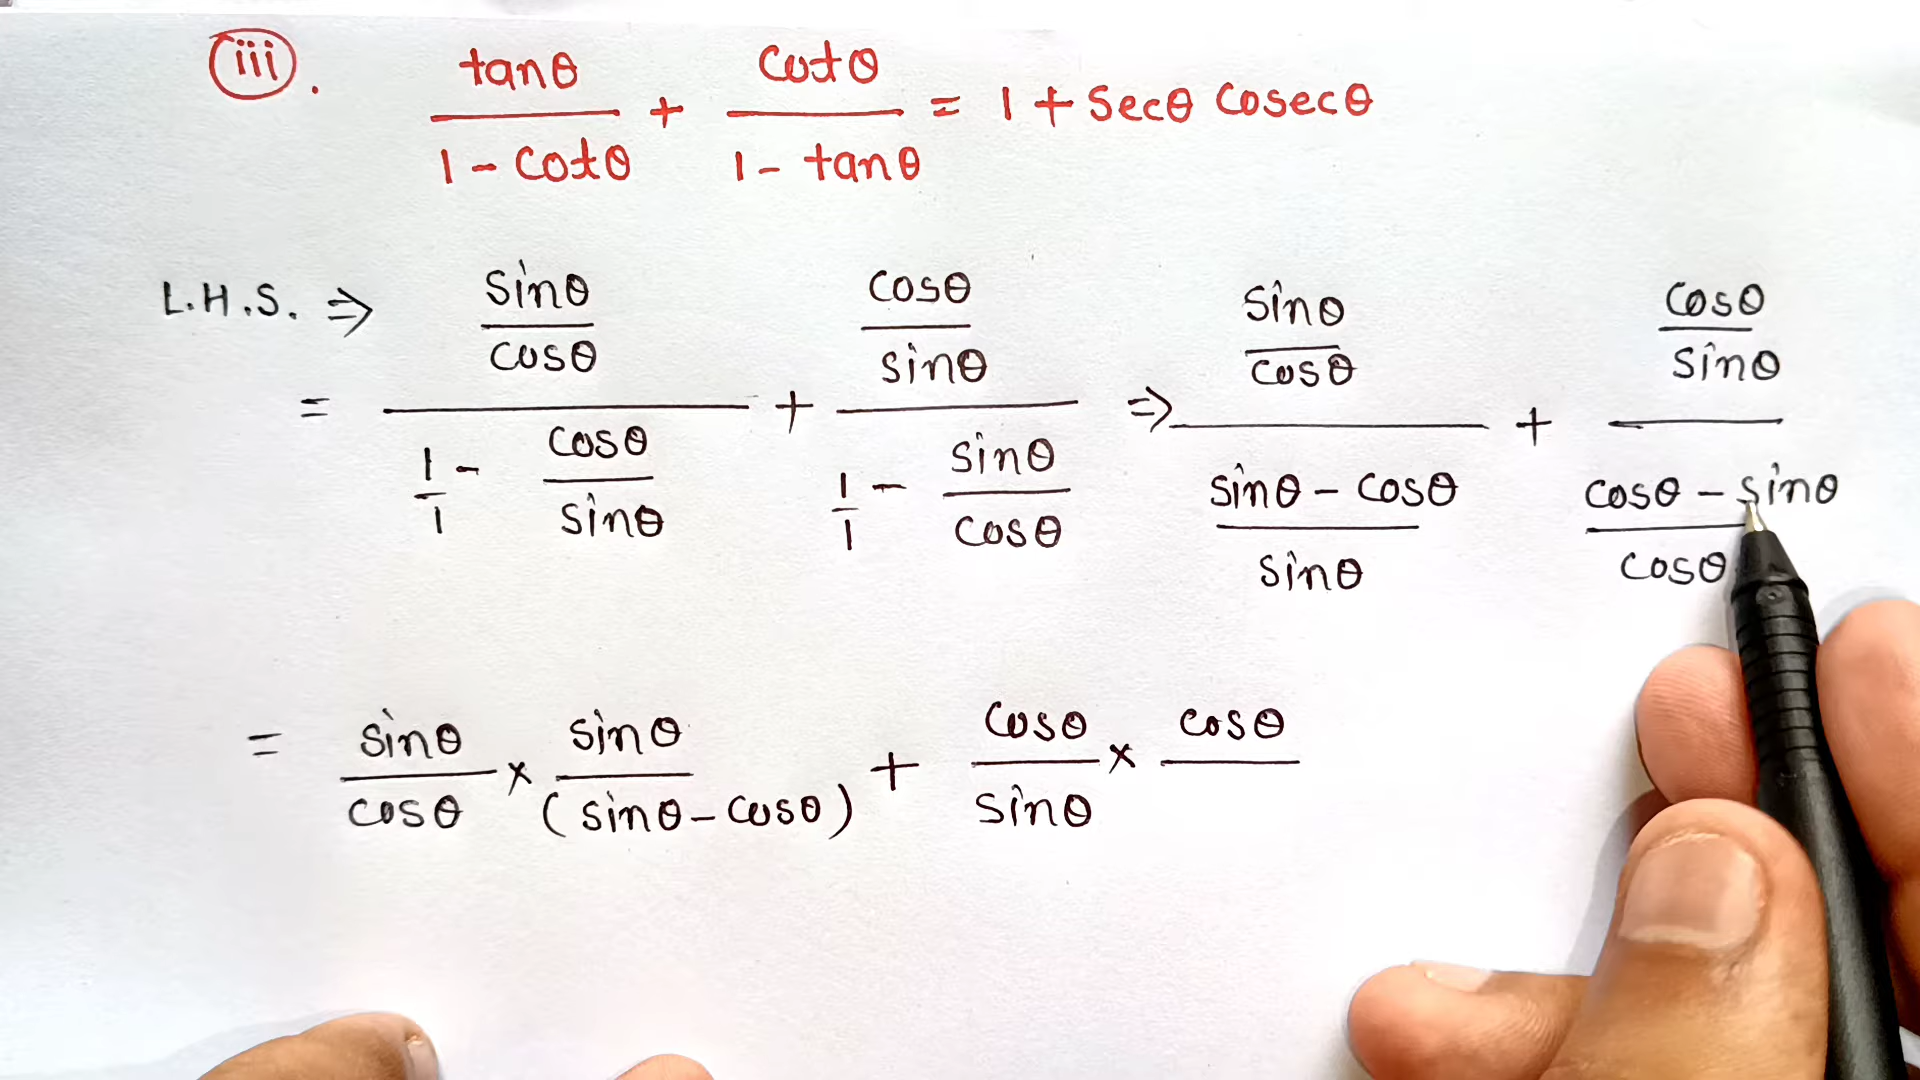 iii. tanθ/(1 - cotθ) + cotθ/(1 - tanθ) = 1 + secθ cosecθ
L.H.S. ⇒
= (sinθ/cosθ)/(1/1 - cosθ/sinθ) + (cosθ/sinθ)/(1/1 - sinθ/cosθ) ⇒ (sinθ/cosθ)/((sinθ - cosθ)/sinθ) + (cosθ/sinθ)/((cosθ - sinθ)/cosθ)
= sinθ/cosθ × sinθ/(sinθ - cosθ) + cosθ/sinθ × cosθ/